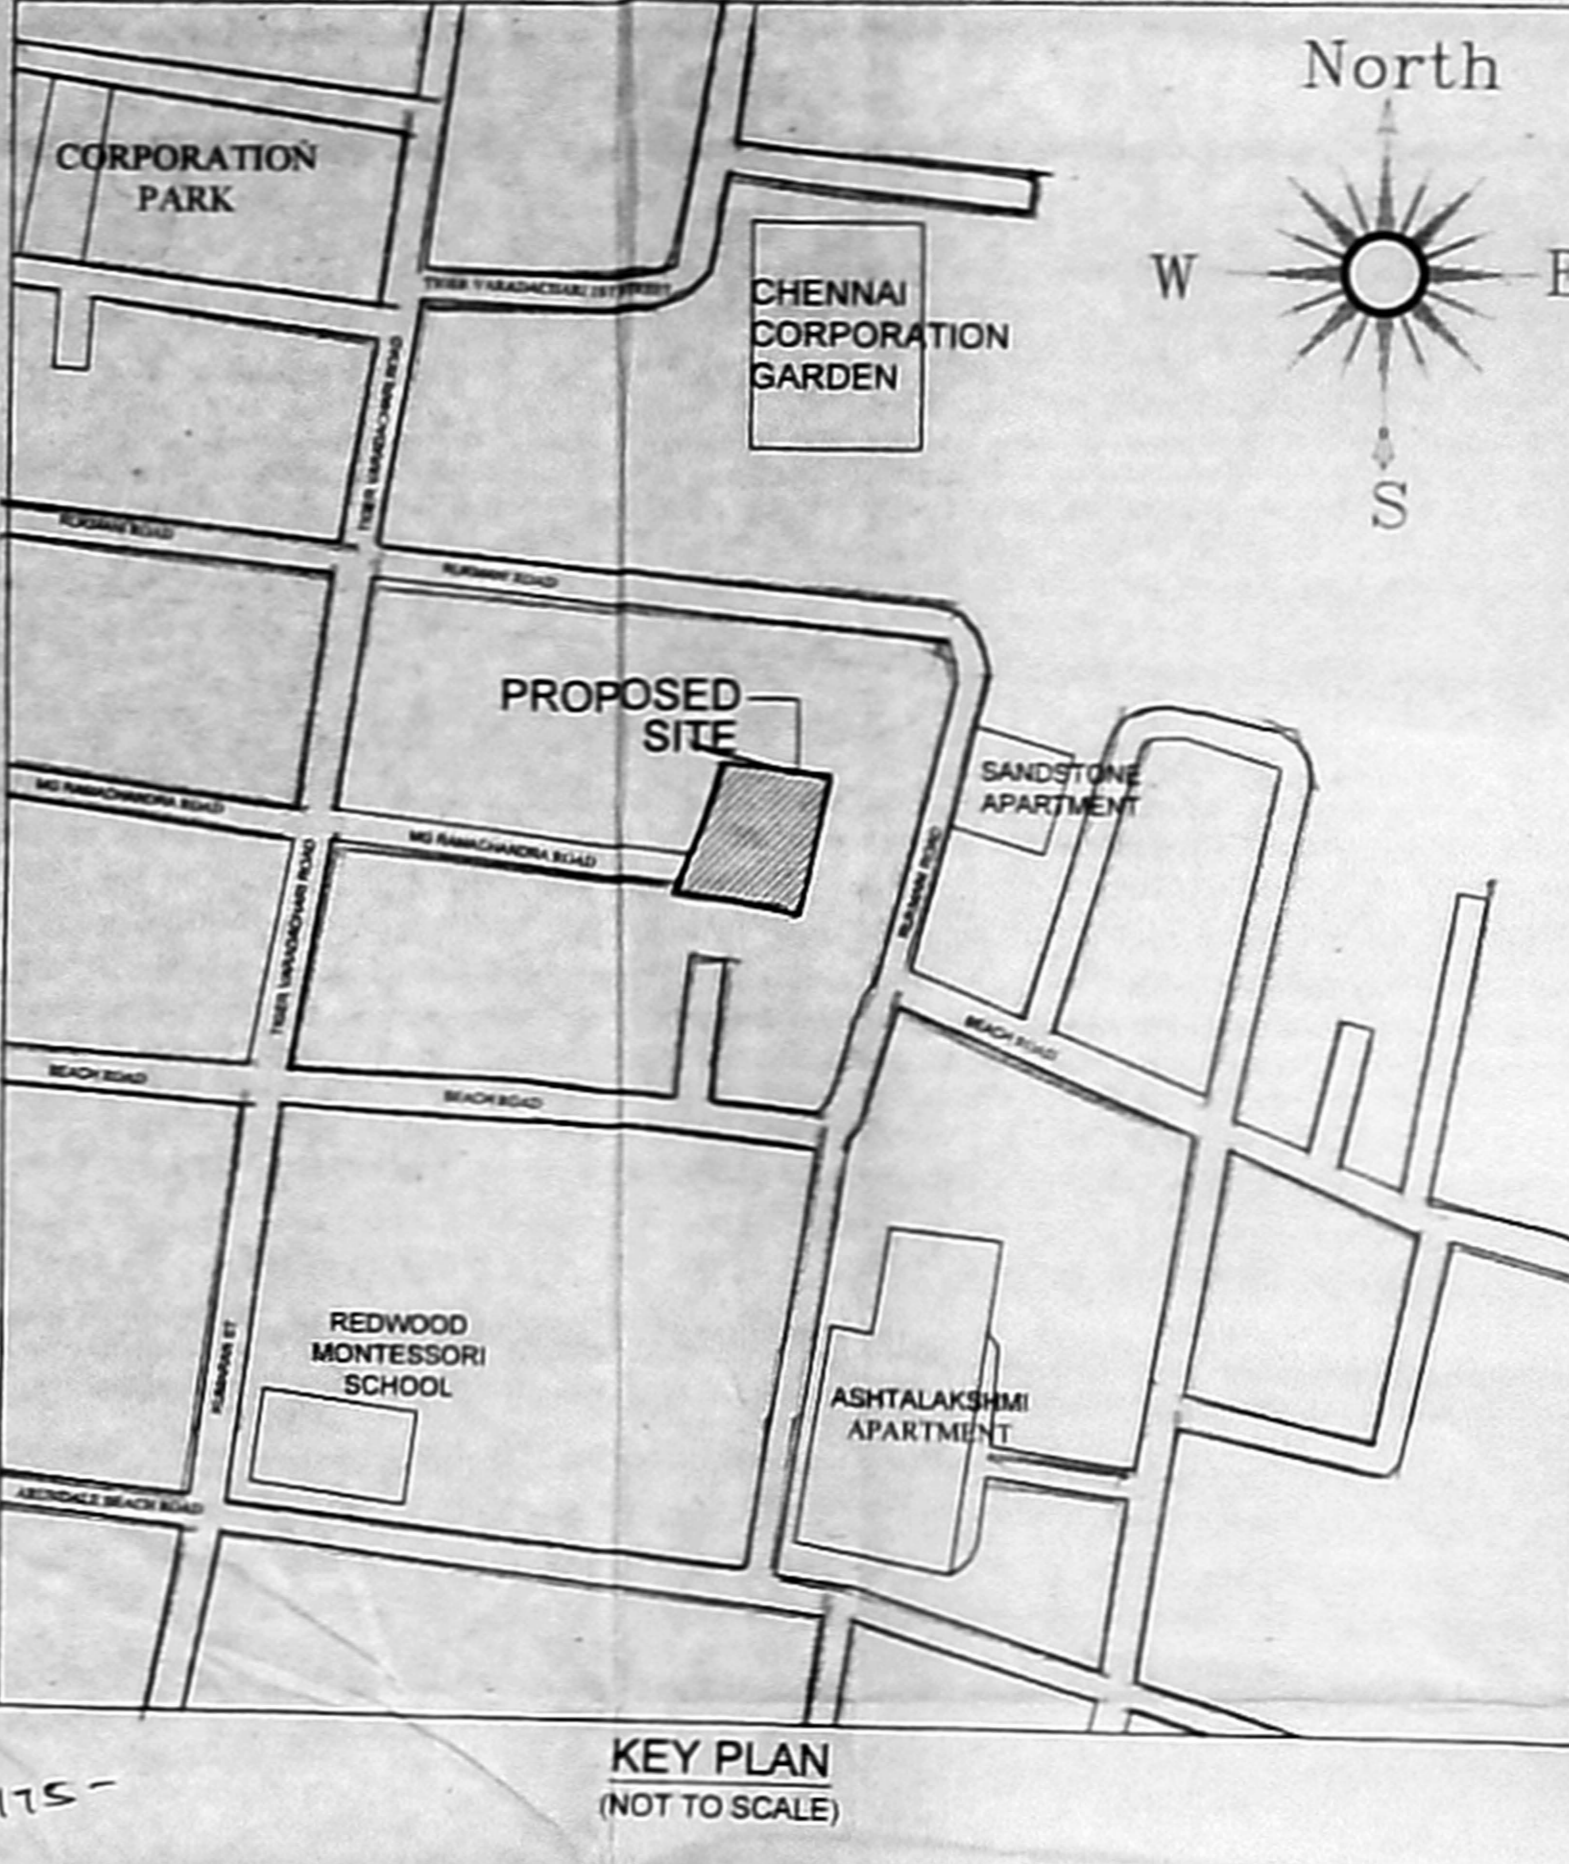 North
CORPORATION
PARK
W
E
TIGER VARADACHARI 1ST STREET
CHENNAI
CORPORATION
GARDEN
TIGER VARADACHARI ROAD
S
RUKMANI ROAD
RUKMANI ROAD
PROPOSED
SITE
SANDSTONE
APARTMENT
MG RAMACHANDRA ROAD
MG RAMACHANDRA ROAD
RUKMANI ROAD
TIGER VARADACHARI ROAD
BEACH ROAD
BEACH ROAD
BEACH ROAD
REDWOOD
MONTESSORI
SCHOOL
ASHTALAKSHMI
APARTMENT
ARUNDALE BEACH ROAD
KEY PLAN
(NOT TO SCALE)
175-